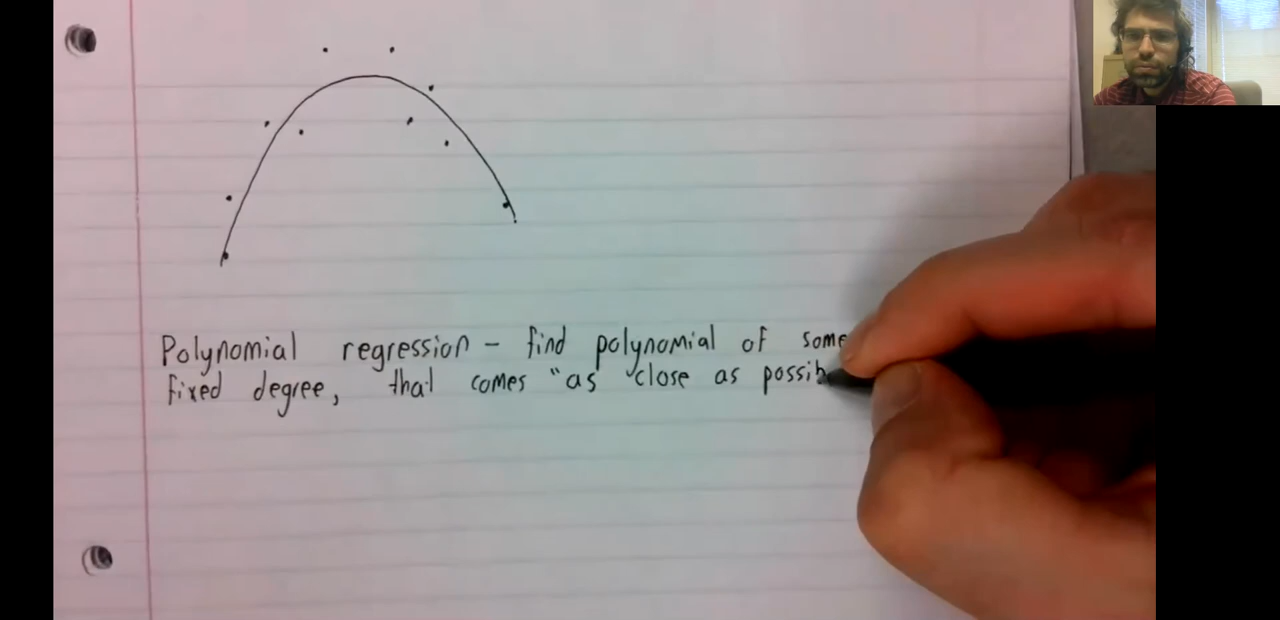 Polynomial regression - find polynomial of some
fixed degree, that comes "as close as possib